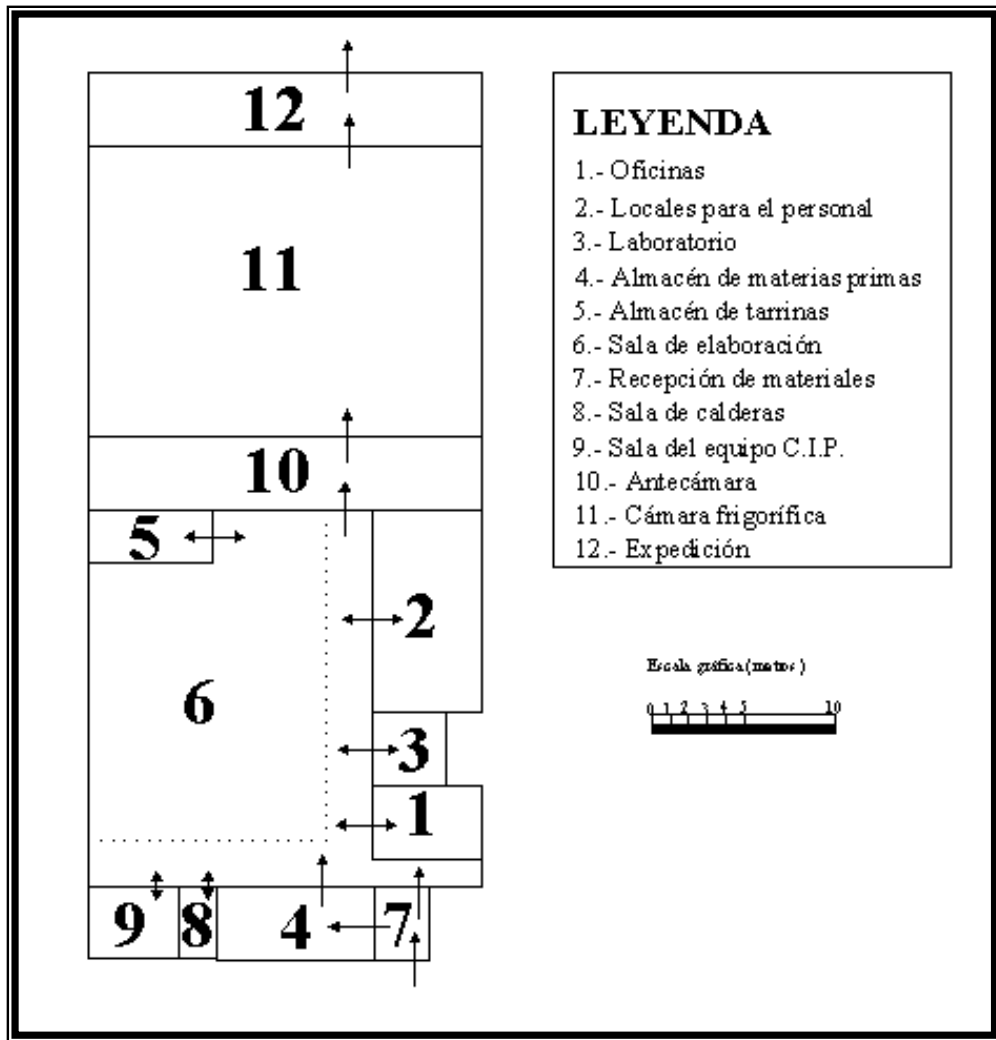 12
11
10
5
2
6
3
1
9
8
4
7
LEYENDA
1.- Oficinas
2.- Locales para el personal
3.- Laboratorio
4.- Almacén de materias primas
5.- Almacén de tarrinas
6.- Sala de elaboración
7.- Recepción de materiales
8.- Sala de calderas
9.- Sala del equipo C.I.P.
10.- Antecámara
11.- Cámara frigorífica
12.- Expedición
Escala gráfica (metros)
0 1 2 3 4 5 10